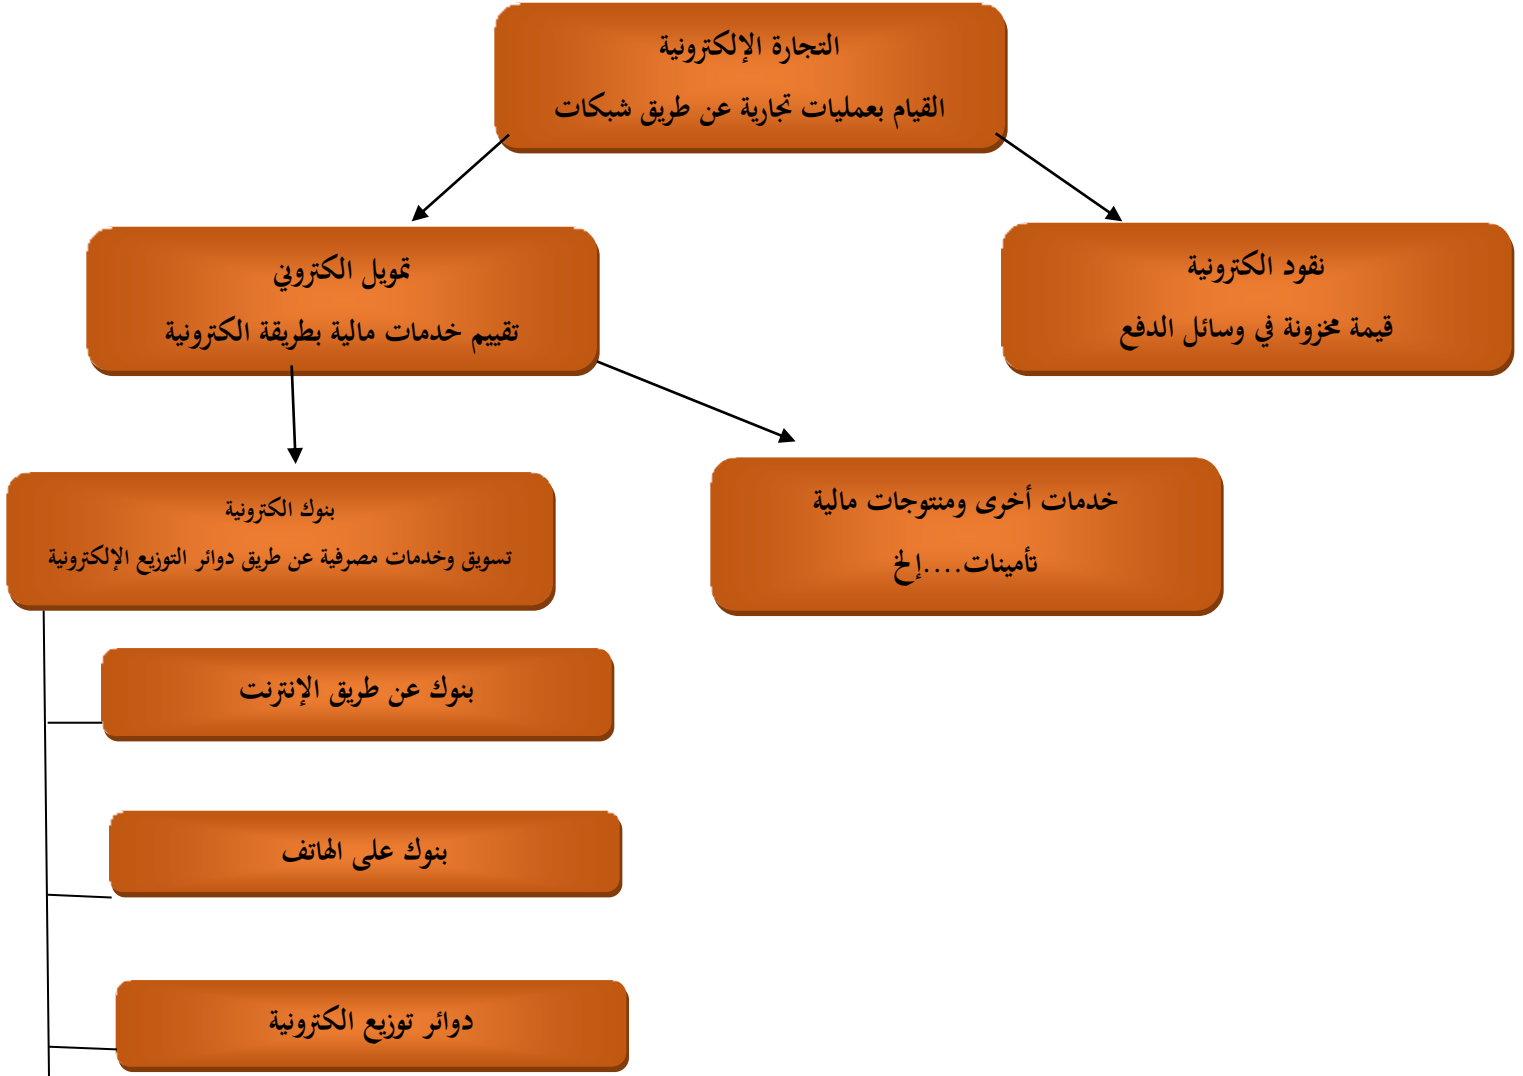 التجارة الإلكترونية
القيام بعمليات تجارية عن طريق شبكات
نقود الكترونية
قيمة مخزونة في وسائل الدفع
تمويل الكتروني
تقييم خدمات مالية بطريقة الكترونية
خدمات أخرى ومنتوجات مالية
تأمينات....إلخ
بنوك الكترونية
تسويق وخدمات مصرفية عن طريق دوائر التوزيع الإلكترونية
بنوك عن طريق الإنترنت
بنوك على الهاتف
دوائر توزيع الكترونية